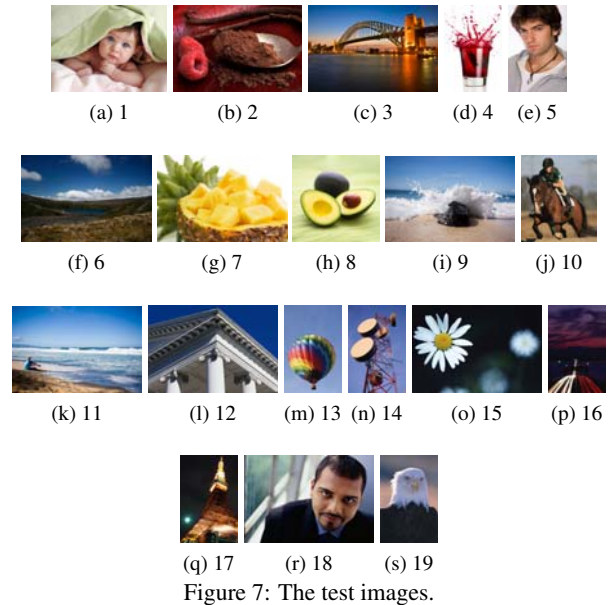 (a) 1 (b) 2 (c) 3 (d) 4 (e) 5
(f) 6 (g) 7 (h) 8 (i) 9 (j) 10
(k) 11 (l) 12 (m) 13 (n) 14 (o) 15 (p) 16
(q) 17 (r) 18 (s) 19
Figure 7: The test images.